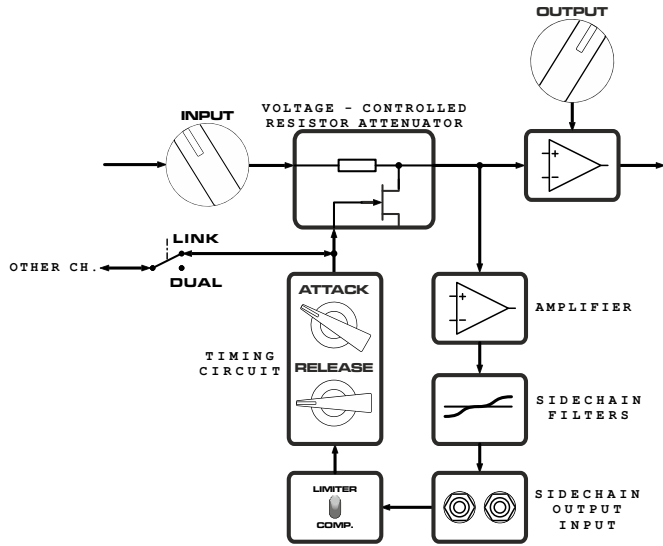 OUTPUT
VOLTAGE - CONTROLLED
RESISTOR ATTENUATOR
INPUT
LINK
OTHER CH.
DUAL
ATTACK
RELEASE
TIMING
CIRCUIT
AMPLIFIER
SIDECHAIN
FILTERS
LIMITER
COMP.
SIDECHAIN
OUTPUT
INPUT